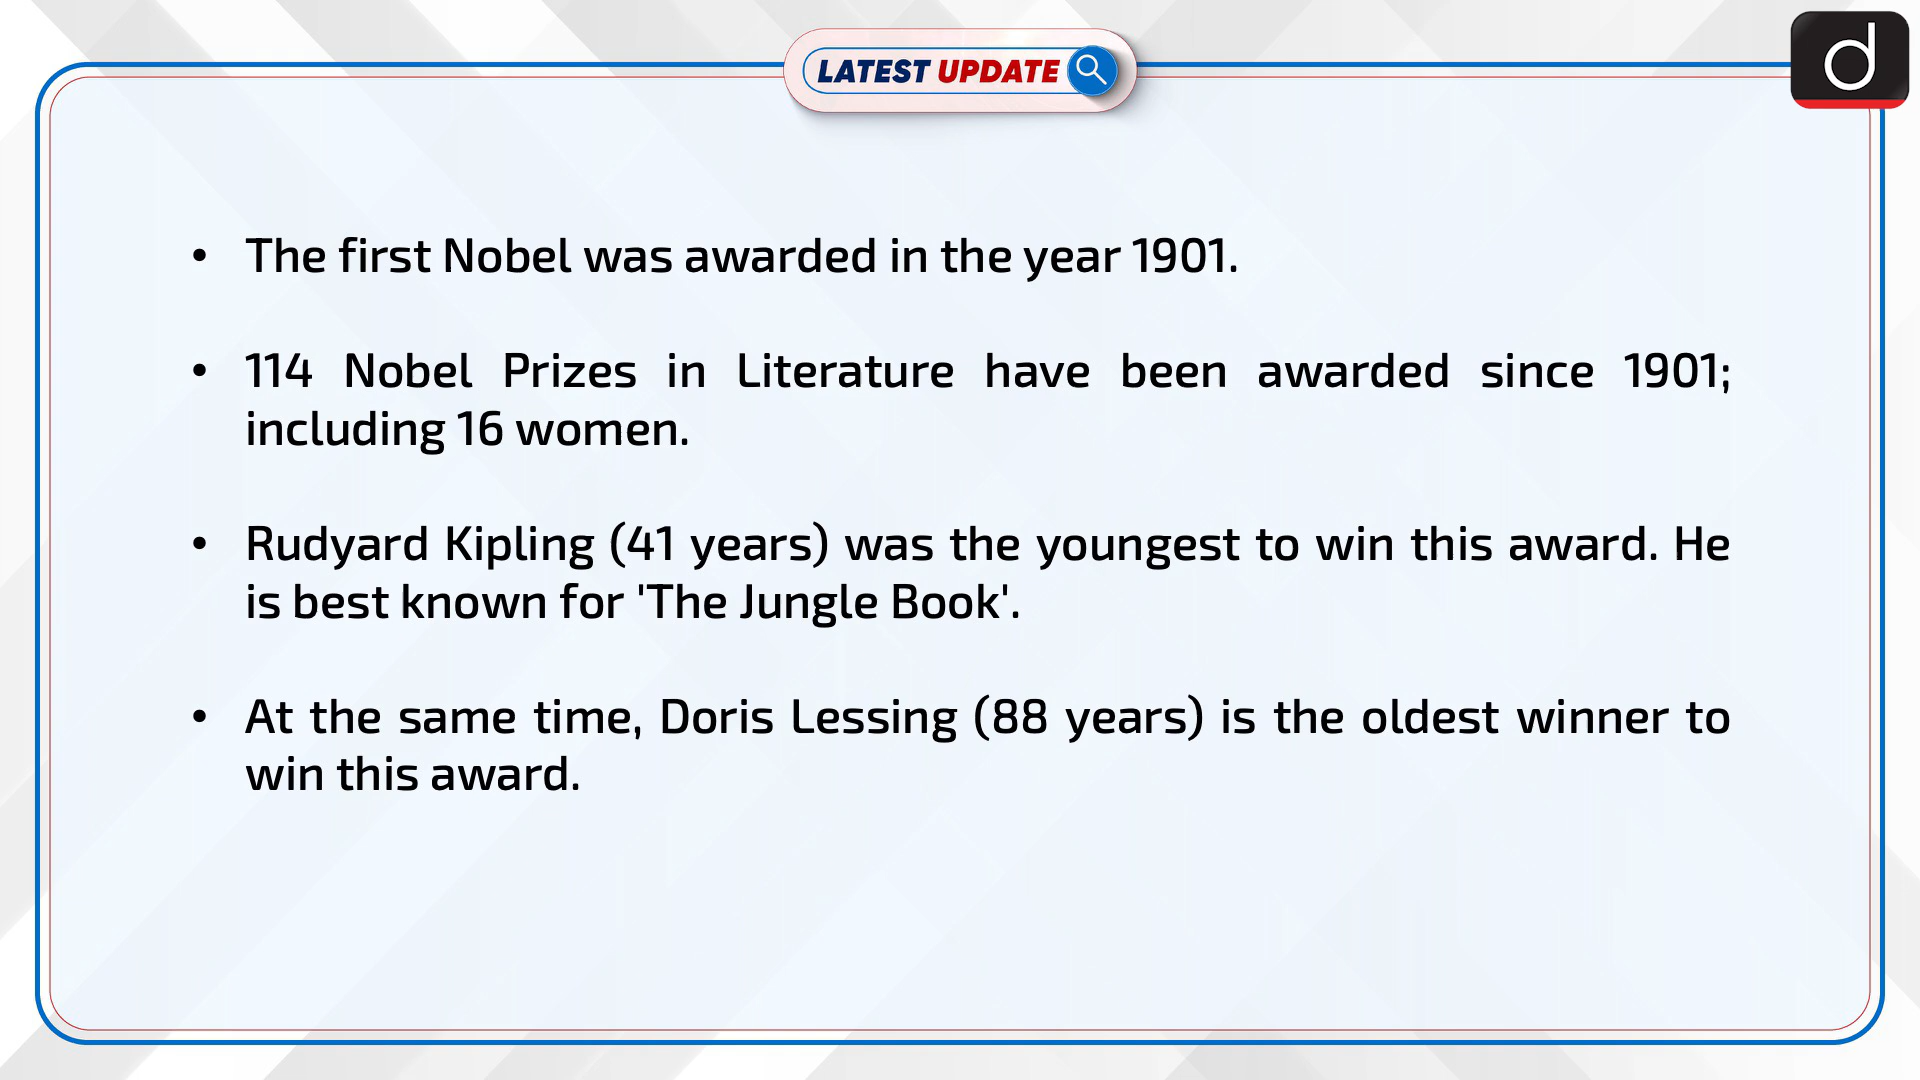 LATEST UPDATE
d
• The first Nobel was awarded in the year 1901.
• 114 Nobel Prizes in Literature have been awarded since 1901;
including 16 women.
• Rudyard Kipling (41 years) was the youngest to win this award. He
is best known for 'The Jungle Book'.
• At the same time, Doris Lessing (88 years) is the oldest winner to
win this award.